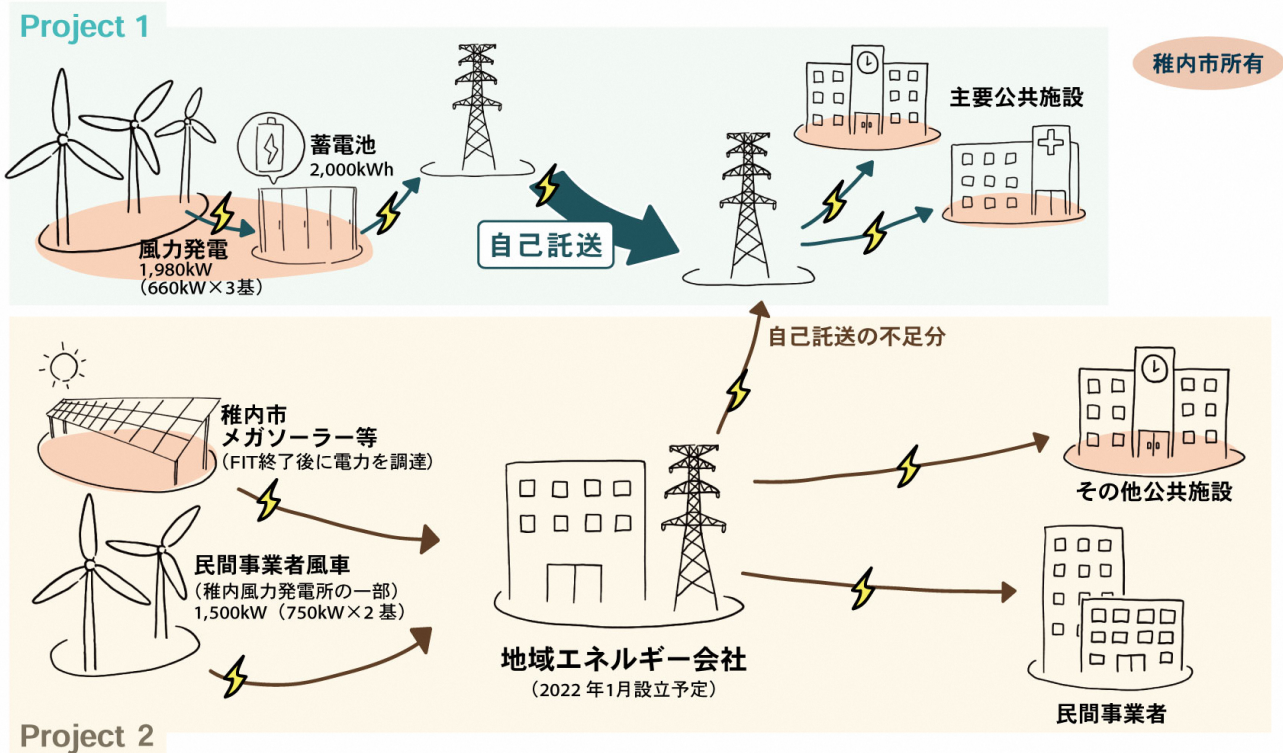 Project 1
稚内市所有
蓄電池
2,000kWh
風力発電
1,980kW
（660kW×3基）
自己託送
主要公共施設
自己託送の不足分
稚内市
メガソーラー等
（FIT終了後に電力を調達）
民間事業者風車
（稚内風力発電所の一部）
1,500kW（750kW×2 基）
地域エネルギー会社
（2022 年1月設立予定）
その他公共施設
民間事業者
Project 2